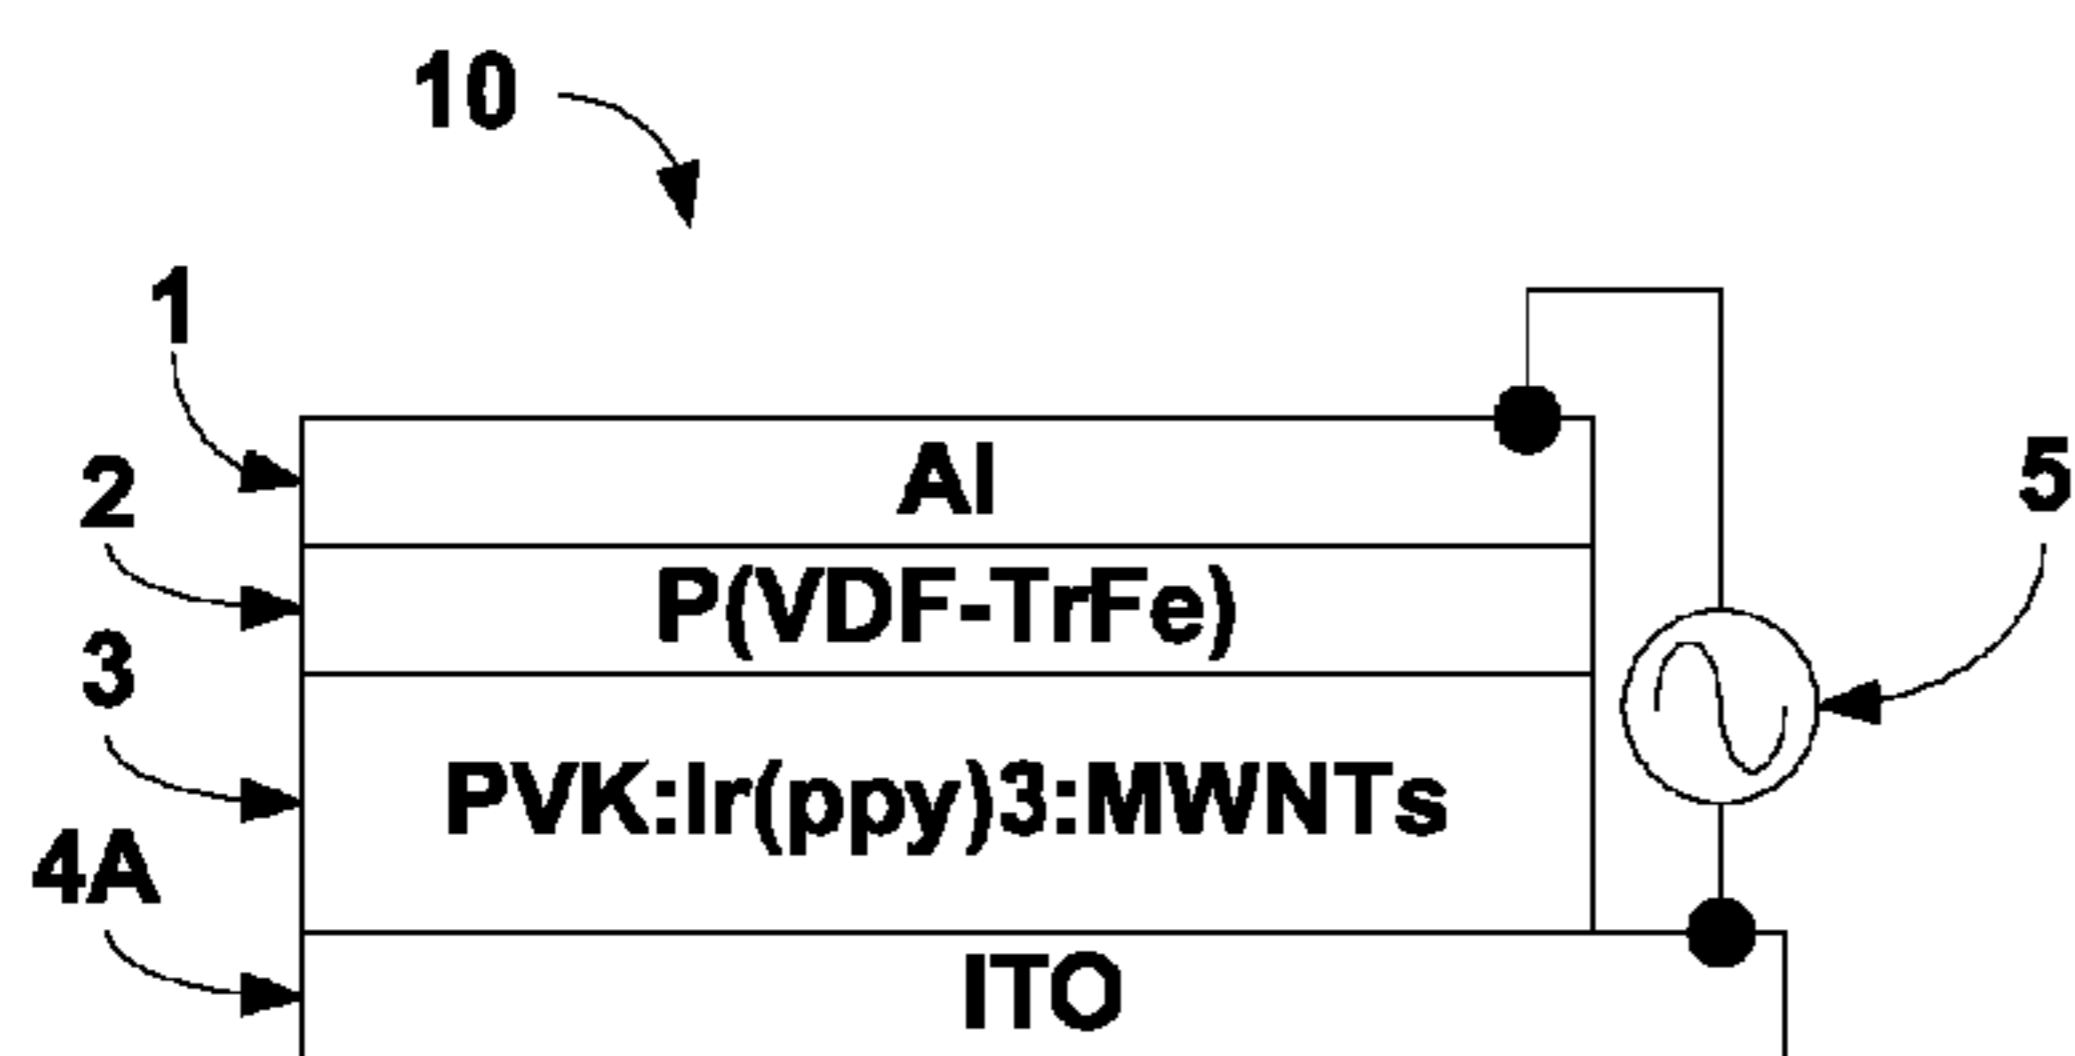 10
1
Al
2
5
P(VDF-TrFe)
3
PVK:Ir(ppy)3:MWNTs
4A
ITO